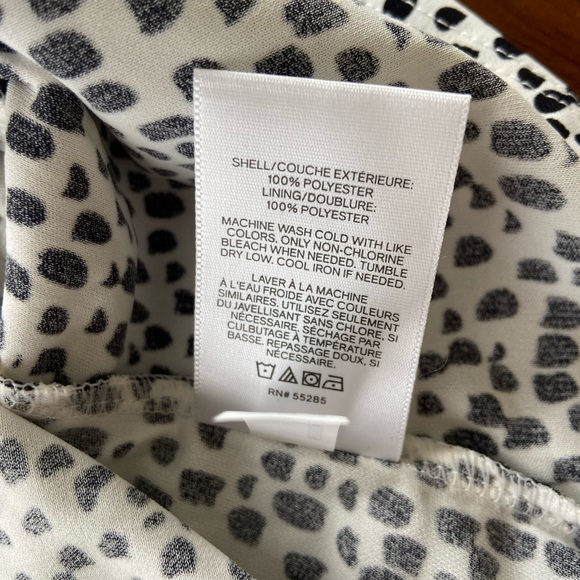 SHELL/COUCHE EXTÉRIEURE:
100% POLYESTER
LINING/DOUBLURE:
100% POLYESTER
MACHINE WASH COLD WITH LIKE
COLORS. ONLY NON-CHLORINE
BLEACH WHEN NEEDED. TUMBLE
DRY LOW. COOL IRON IF NEEDED.
LAVER À LA MACHINE
À L'EAU FROIDE AVEC COULEURS
SIMILAIRES. UTILISEZ SEULEMENT
DU JAVELLISANT SANS CHLORE, SI
NÉCESSAIRE. SÉCHAGE PAR
CULBUTAGE À TEMPÉRATURE
BASSE. REPASSAGE DOUX, SI
NÉCESSAIRE.
RN# 55285